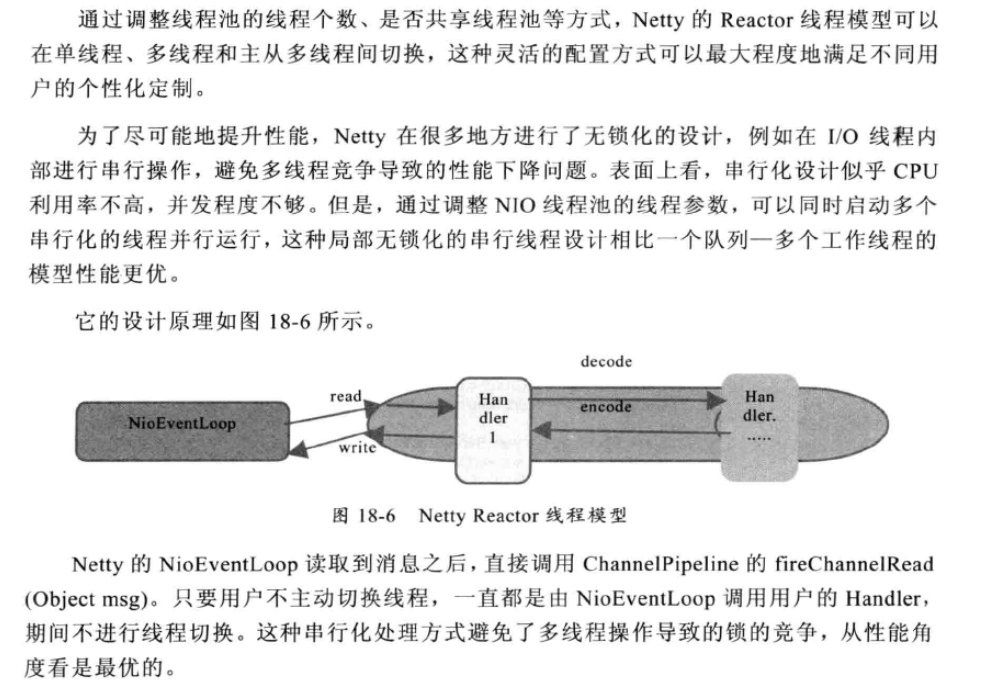 通过调整线程池的线程个数、是否共享线程池等方式，Netty 的 Reactor 线程模型可以
在单线程、多线程和主从多线程间切换，这种灵活的配置方式可以最大程度地满足不同用
户的个性化定制。
为了尽可能地提升性能，Netty 在很多地方进行了无锁化的设计，例如在 I/O 线程内
部进行串行操作，避免多线程竞争导致的性能下降问题。表面上看，串行化设计似乎 CPU
利用率不高，并发程度不够。但是，通过调整 NIO 线程池的线程参数，可以同时启动多个
串行化的线程并行运行，这种局部无锁化的串行线程设计相比一个队列—多个工作线程的
模型性能更优。
它的设计原理如图 18-6 所示。
decode
read
Han
dler
1
encode
Han
dler.
.....
NioEventLoop
write
图 18-6 Netty Reactor 线程模型
Netty 的 NioEventLoop 读取到消息之后，直接调用 ChannelPipeline 的 fireChannelRead
(Object msg)。只要用户不主动切换线程，一直都是由 NioEventLoop 调用用户的 Handler，
期间不进行线程切换。这种串行化处理方式避免了多线程操作导致的锁的竞争，从性能角
度看是最优的。